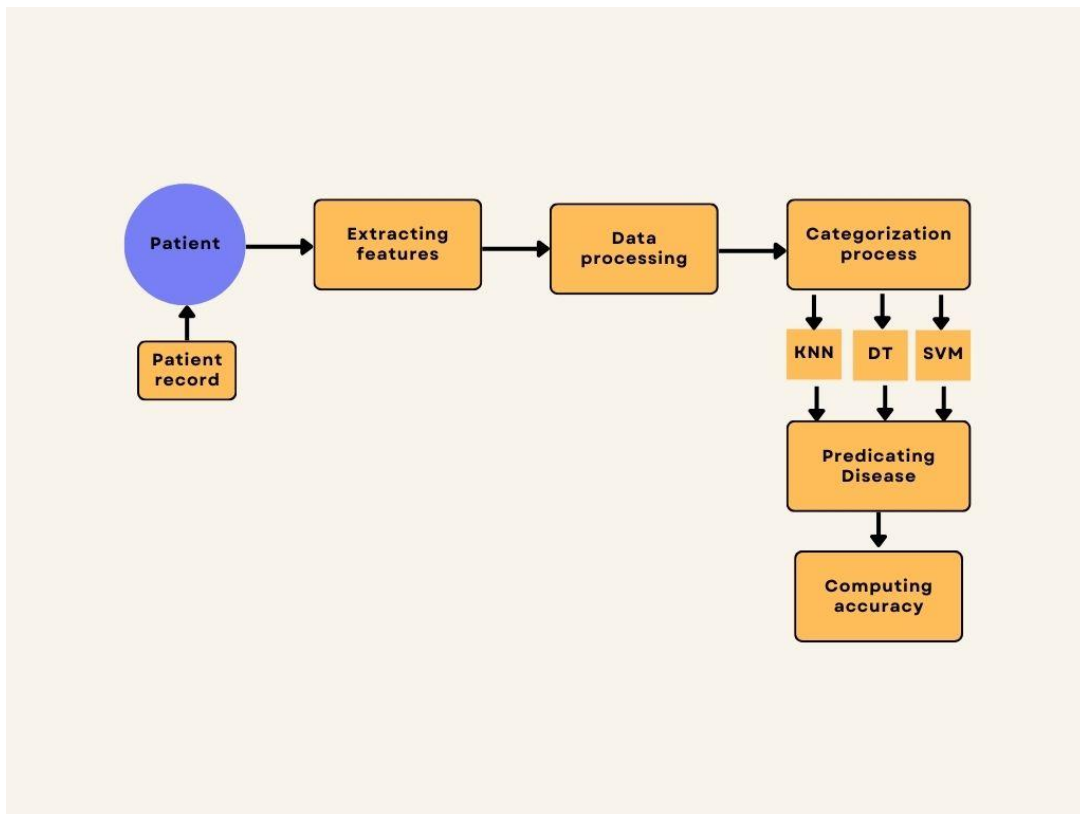 Patient
Extracting
features
Data
processing
Categorization
process
Patient
record
KNN
DT
SVM
Predicating
Disease
Computing
accuracy